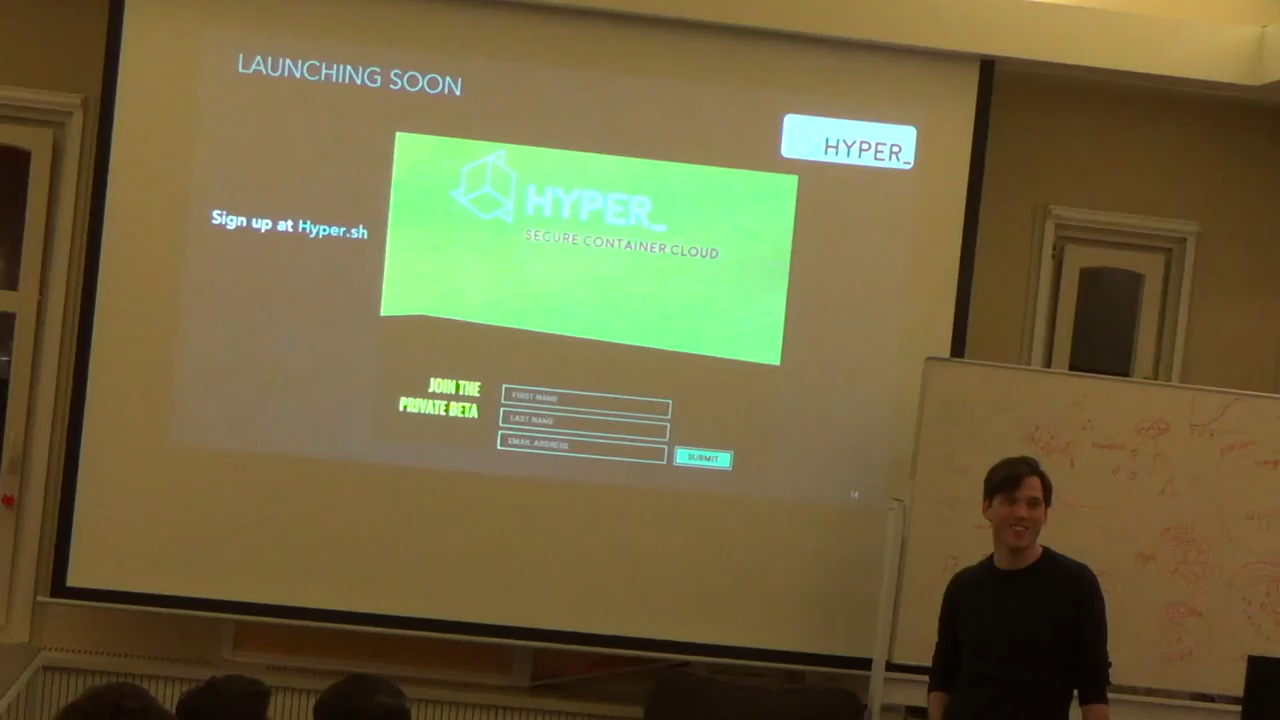 LAUNCHING SOON
HYPER_
HYPER_
SECURE CONTAINER CLOUD
Sign up at Hyper.sh
JOIN THE
PRIVATE BETA
FIRST NAME
LAST NAME
EMAIL ADDRESS
SUBMIT
14